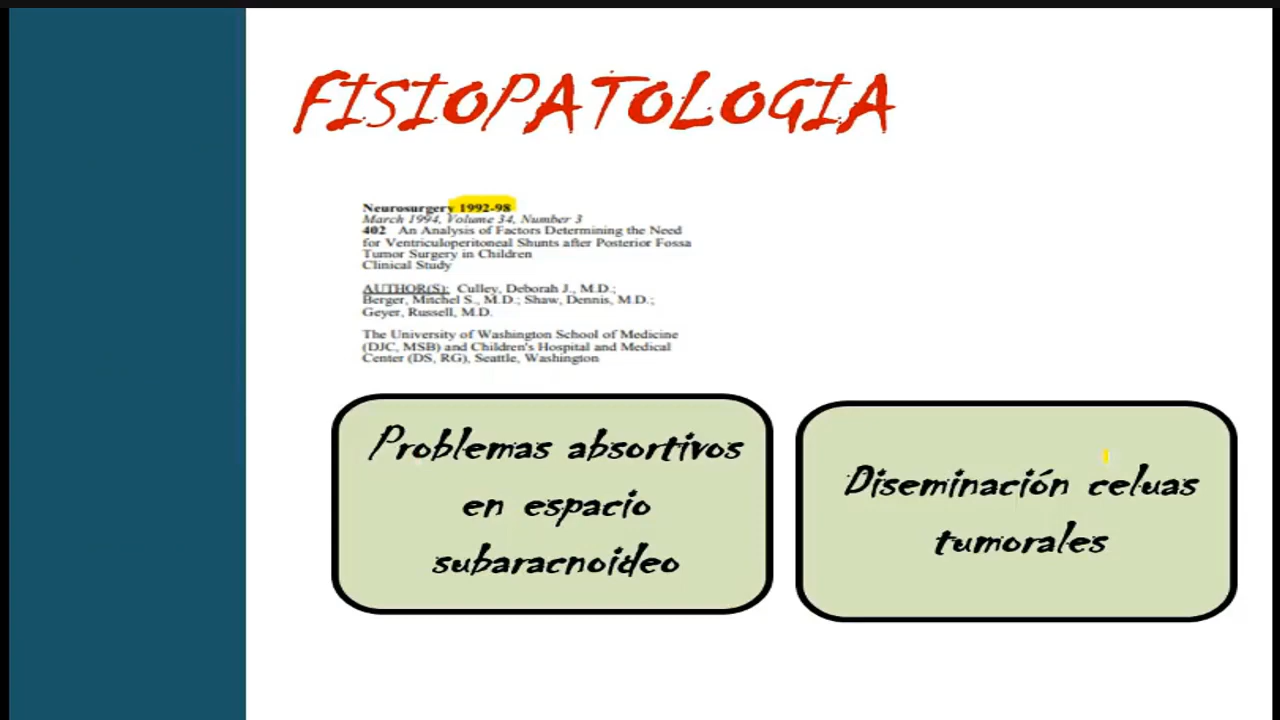 FISIOPATOLOGIA
Neurosurgery 1992-98
March 1994, Volume 34, Number 3
402 An Analysis of Factors Determining the Need
for Ventriculoperitoneal Shunts after Posterior Fossa
Tumor Surgery in Children
Clinical Study
AUTHOR(S): Culley, Deborah J., M.D.;
Berger, Mitchel S., M.D.; Shaw, Dennis, M.D.;
Geyer, Russell, M.D.
The University of Washington School of Medicine
(DJC, MSB) and Children's Hospital and Medical
Center (DS, RG), Seattle, Washington
Problemas absortivos
en espacio
subaracnoideo
Diseminación celuas
tumorales